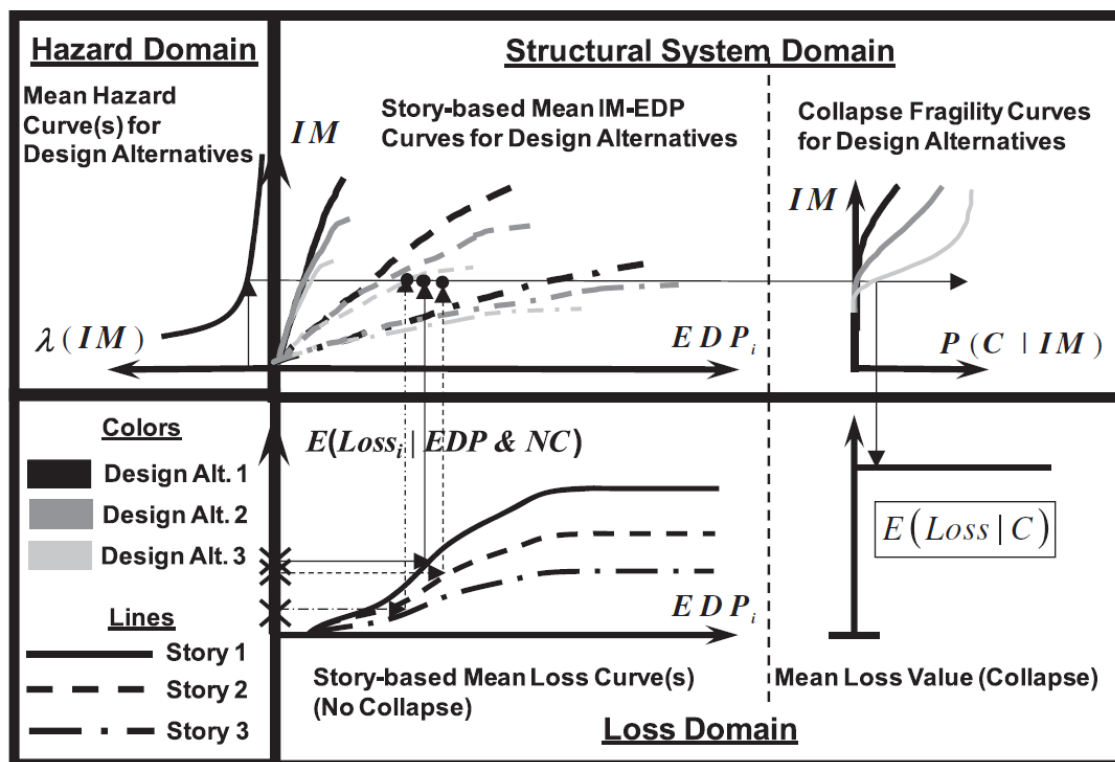 Hazard Domain
Mean Hazard
Curve(s) for
Design Alternatives
λ(IM)
Structural System Domain
Story-based Mean IM-EDP
Curves for Design Alternatives
IM
EDPi
Collapse Fragility Curves
for Design Alternatives
IM
P(C | IM)
Colors
Design Alt. 1
Design Alt. 2
Design Alt. 3
Lines
Story 1
Story 2
Story 3
E(Lossi | EDP & NC)
EDPi
Story-based Mean Loss Curve(s)
(No Collapse)
E(Loss | C)
Mean Loss Value (Collapse)
Loss Domain